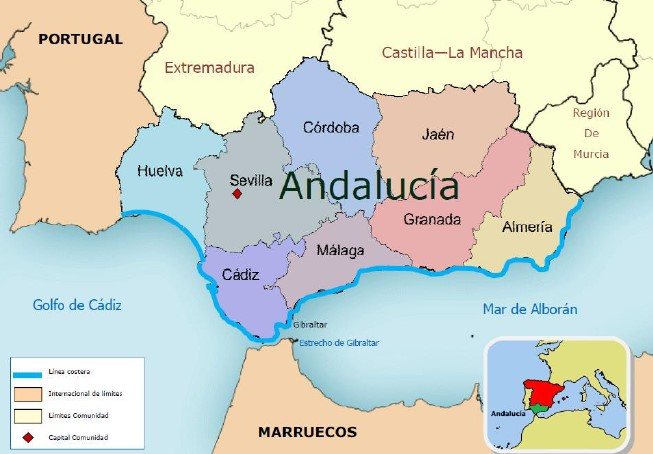 PORTUGAL
Extremadura
Castilla—La Mancha
Región
De
Murcia
Huelva
Sevilla
Córdoba
Jaén
Andalucía
Granada
Almería
Málaga
Cádiz
Golfo de Cádiz
Mar de Alborán
Gibraltar
Estrecho de Gibraltar
MARRUECOS
Línea costera
Internacional de límites
Límites Comunidad
Capital Comunidad
Andalucía